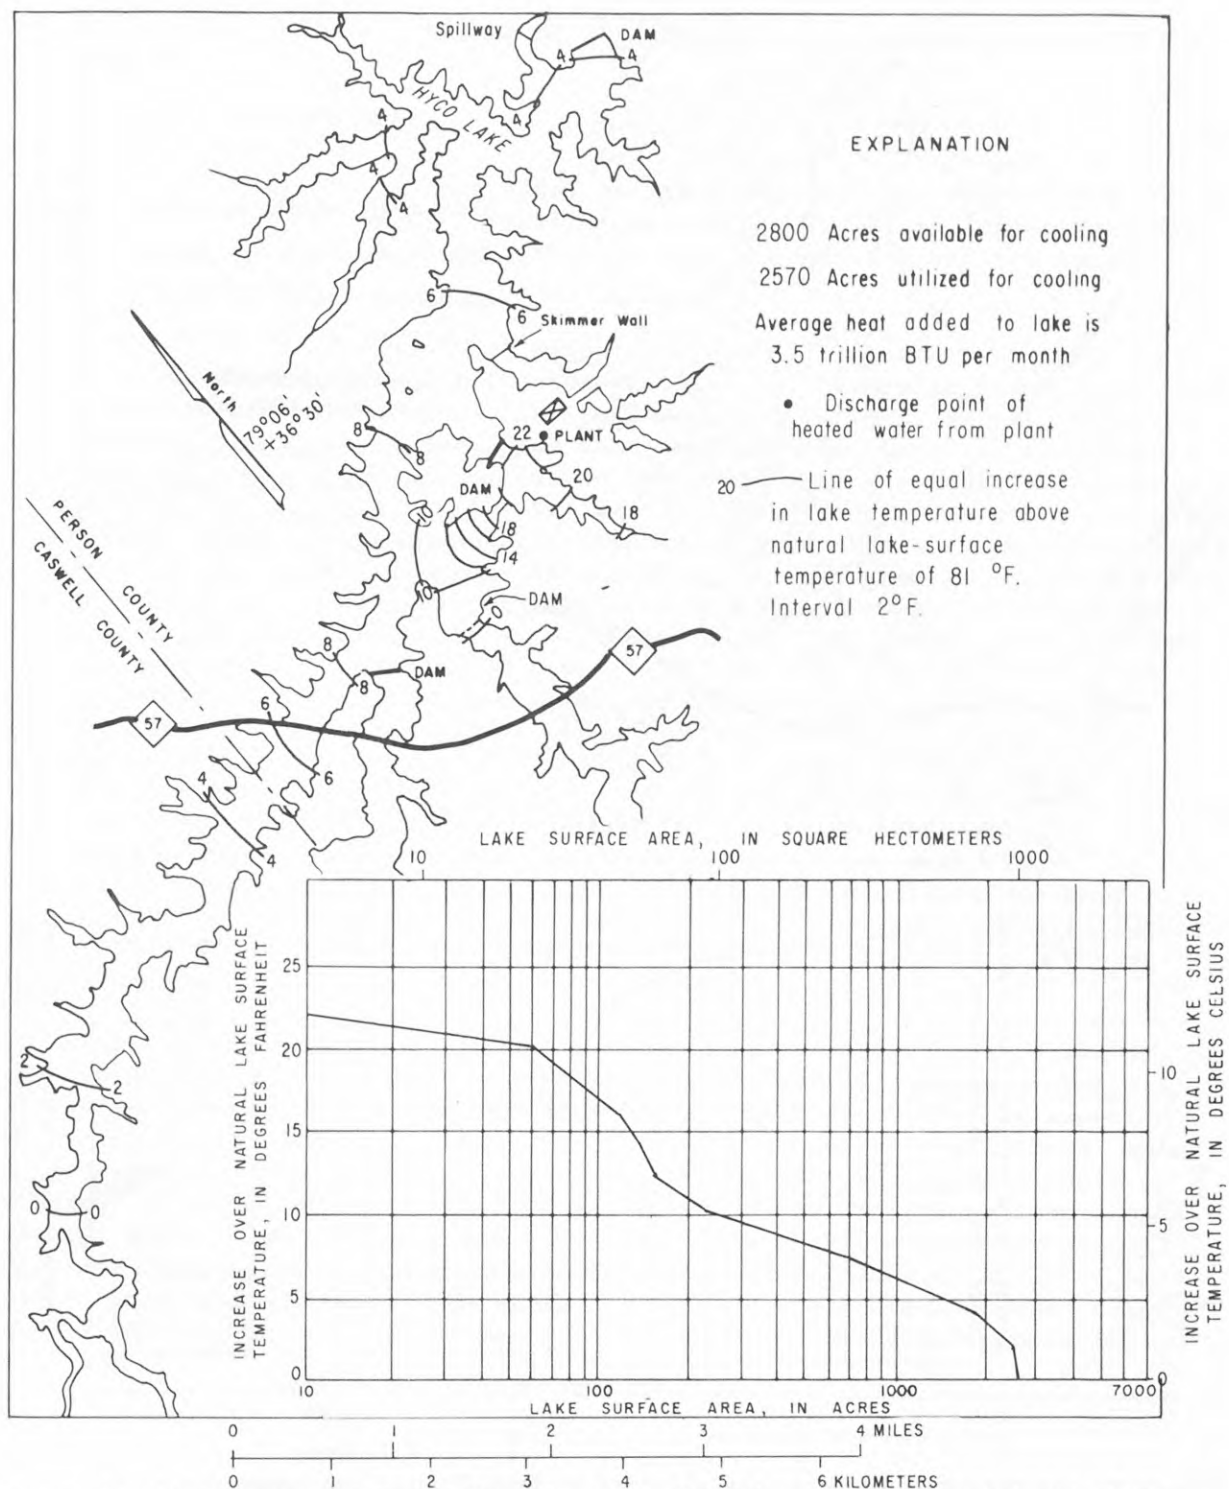 Spillway
DAM
4
4
HYCO LAKE
4
4
4
4
6
6
Skimmer Wall
North
79°06'
+36°30'
8
8
22
PLANT
20
DAM
10
18
18
14
10
DAM
0
PERSON COUNTY
CASWELL COUNTY
8
8
DAM
57
57
6
6
4
4
2
2
0
0
EXPLANATION
2800 Acres available for cooling
2570 Acres utilized for cooling
Average heat added to lake is
3.5 trillion BTU per month
• Discharge point of
heated water from plant
20 Line of equal increase
in lake temperature above
natural lake-surface
temperature of 81 °F.
Interval 2°F.
LAKE SURFACE AREA, IN SQUARE HECTOMETERS
10 100 1000
INCREASE OVER NATURAL LAKE SURFACE
TEMPERATURE, IN DEGREES FAHRENHEIT
25
20
15
10
5
0
INCREASE OVER NATURAL LAKE SURFACE
TEMPERATURE, IN DEGREES CELSIUS
10
5
0
10 100 1000 7000
LAKE SURFACE AREA, IN ACRES
0 1 2 3 4 MILES
0 1 2 3 4 5 6 KILOMETERS